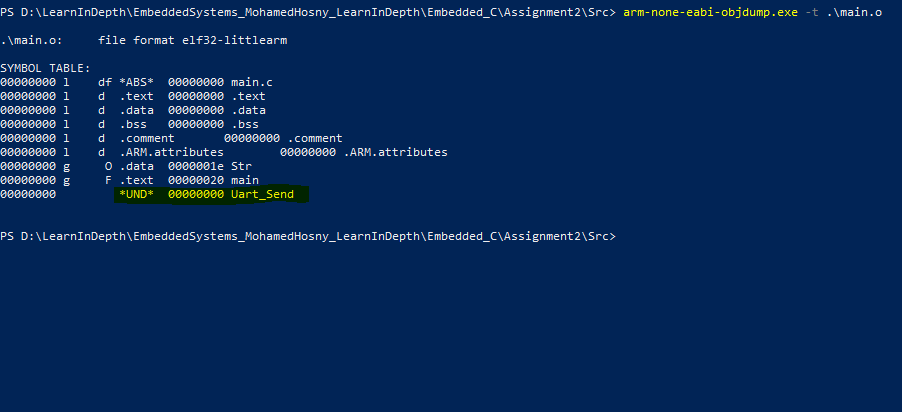 PS D:\LearnInDepth\EmbeddedSystems_MohamedHosny_LearnInDepth\Embedded_C\Assignment2\Src> arm-none-eabi-objdump.exe -t .\main.o
.\main.o:     file format elf32-littlearm
SYMBOL TABLE:
00000000 l    df *ABS*  00000000 main.c
00000000 l    d  .text  00000000 .text
00000000 l    d  .data  00000000 .data
00000000 l    d  .bss   00000000 .bss
00000000 l    d  .comment       00000000 .comment
00000000 l    d  .ARM.attributes        00000000 .ARM.attributes
00000000 g     O .data  0000001e Str
00000000 g     F .text  00000020 main
00000000         *UND*  00000000 Uart_Send
PS D:\LearnInDepth\EmbeddedSystems_MohamedHosny_LearnInDepth\Embedded_C\Assignment2\Src>